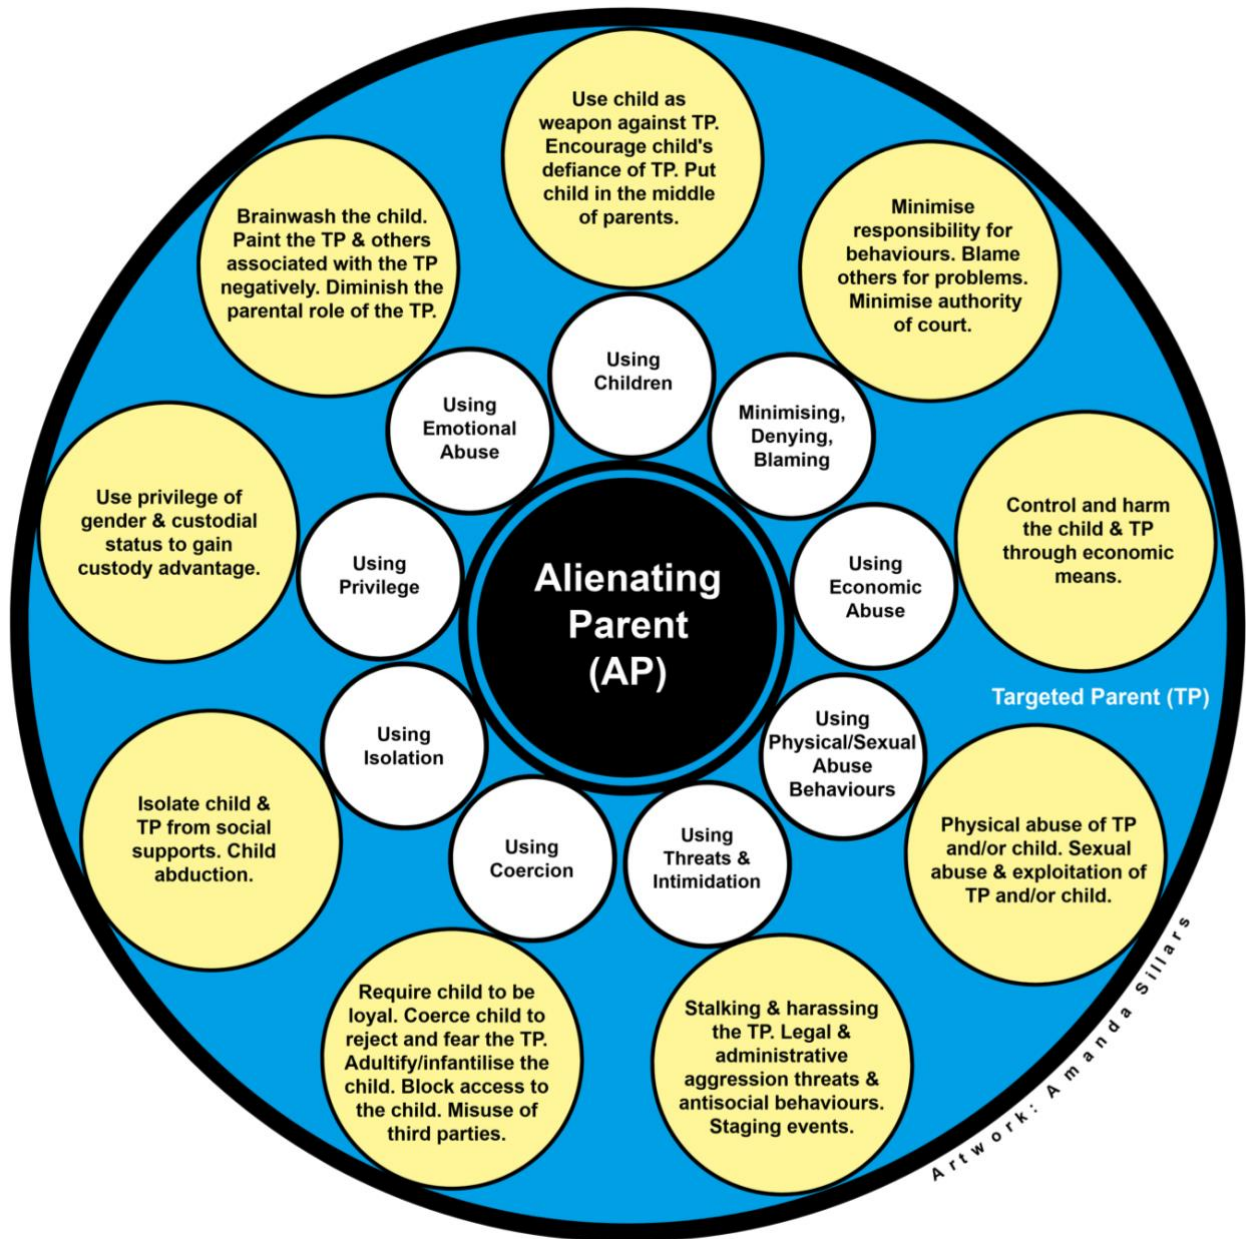 Use child as
weapon against TP.
Encourage child's
defiance of TP. Put
child in the middle
of parents.
Minimise
responsibility for
behaviours. Blame
others for problems.
Minimise authority
of court.
Control and harm
the child & TP
through economic
means.
Targeted Parent (TP)
Physical abuse of TP
and/or child. Sexual
abuse & exploitation of
TP and/or child.
Stalking & harassing
the TP. Legal &
administrative
aggression threats &
antisocial behaviours.
Staging events.
Require child to be
loyal. Coerce child to
reject and fear the TP.
Adultify/infantilise the
child. Block access to
the child. Misuse of
third parties.
Isolate child &
TP from social
supports. Child
abduction.
Use privilege of
gender & custodial
status to gain
custody advantage.
Brainwash the child.
Paint the TP & others
associated with the TP
negatively. Diminish the
parental role of the TP.
Using
Children
Minimising,
Denying,
Blaming
Using
Economic
Abuse
Using
Physical/Sexual
Abuse
Behaviours
Using
Threats &
Intimidation
Using
Coercion
Using
Isolation
Using
Privilege
Using
Emotional
Abuse
Alienating
Parent
(AP)
Artwork: Amanda Sillars